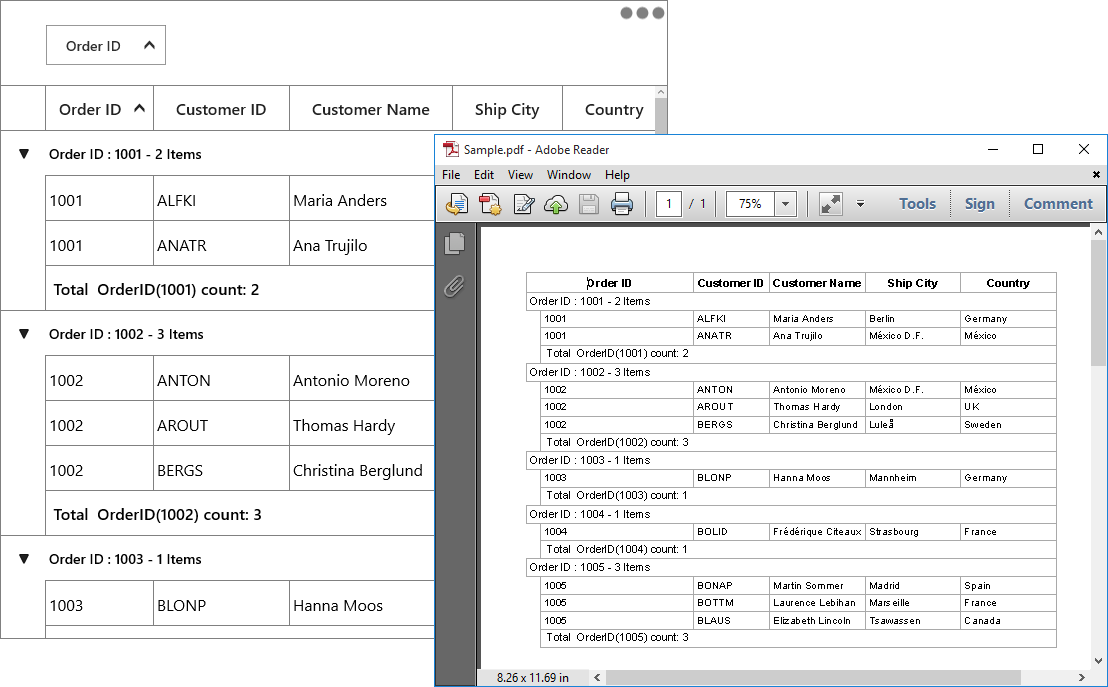 Order ID
Order ID Customer ID Customer Name Ship City Country
Order ID : 1001 - 2 Items
1001 ALFKI Maria Anders
1001 ANATR Ana Trujilo
Total OrderID(1001) count: 2
Order ID : 1002 - 3 Items
1002 ANTON Antonio Moreno
1002 AROUT Thomas Hardy
1002 BERGS Christina Berglund
Total OrderID(1002) count: 3
Order ID : 1003 - 1 Items
1003 BLONP Hanna Moos
Sample.pdf - Adobe Reader
File Edit View Window Help
1 / 1 75% Tools Sign Comment
Order ID Customer ID Customer Name Ship City Country
Order ID : 1001 - 2 Items
1001 ALFKI Maria Anders Berlin Germany
1001 ANATR Ana Trujilo México D.F. México
Total OrderID(1001) count: 2
Order ID : 1002 - 3 Items
1002 ANTON Antonio Moreno México D.F. México
1002 AROUT Thomas Hardy London UK
1002 BERGS Christina Berglund Luleå Sweden
Total OrderID(1002) count: 3
Order ID : 1003 - 1 Items
1003 BLONP Hanna Moos Mannheim Germany
Total OrderID(1003) count: 1
Order ID : 1004 - 1 Items
1004 BOLID Frédérique Citeaux Strasbourg France
Total OrderID(1004) count: 1
Order ID : 1005 - 3 Items
1005 BONAP Martin Sommer Madrid Spain
1005 BOTTM Laurence Lebihan Marseille France
1005 BLAUS Elizabeth Lincoln Tsawassen Canada
Total OrderID(1005) count: 3
8.26 x 11.69 in